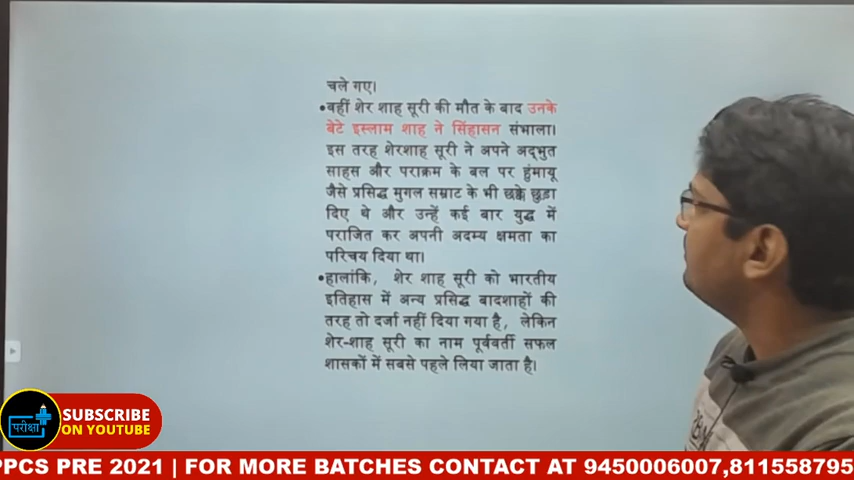 चले गए।
•वहीं शेर शाह सूरी की मौत के बाद उनके
बेटे इस्लाम शाह ने सिंहासन संभाला।
इस तरह शेरशाह सूरी ने अपने अद्भुत
साहस और पराक्रम के बल पर हुंमायू
जैसे प्रसिद्ध मुगल सम्राट के भी छक्के छुड़ा
दिए थे और उन्हें कई बार युद्ध में
पराजित कर अपनी अदम्य क्षमता का
परिचय दिया था।
•हालांकि, शेर शाह सूरी को भारतीय
इतिहास में अन्य प्रसिद्ध बादशाहों की
तरह तो दर्जा नहीं दिया गया है, लेकिन
शेर-शाह सूरी का नाम पूर्ववर्ती सफल
शासकों में सबसे पहले लिया जाता है।
परीक्षा
SUBSCRIBE
ON YOUTUBE
PPCS PRE 2021 | FOR MORE BATCHES CONTACT AT 9450006007,811558795